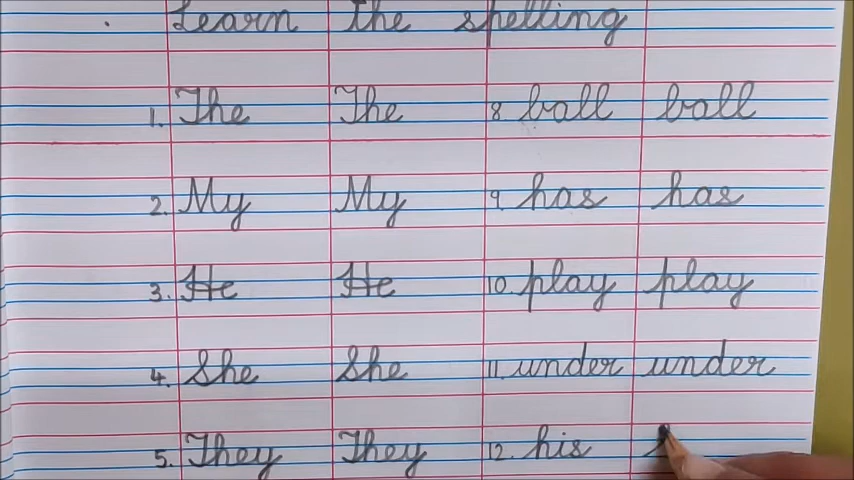 Learn the spelling
1. The The 8 ball ball
2. My My 9 has has
3. He He 10. play play
4. She She 11. under under
5. They They 12. his